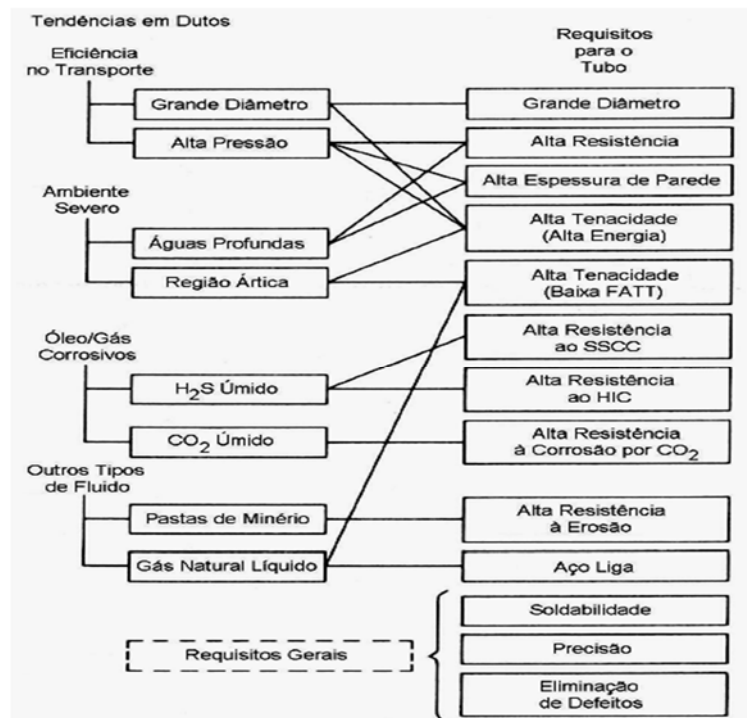 Tendências em Dutos
Requisitos
para o
Tubo
Eficiência
no Transporte
Grande Diâmetro
Grande Diâmetro
Alta Pressão
Alta Resistência
Alta Espessura de Parede
Ambiente
Severo
Águas Profundas
Alta Tenacidade
(Alta Energia)
Região Ártica
Alta Tenacidade
(Baixa FATT)
Óleo/Gás
Corrosivos
Alta Resistência
ao SSCC
H₂S Úmido
Alta Resistência
ao HIC
CO₂ Úmido
Alta Resistência
à Corrosão por CO₂
Outros Tipos
de Fluido
Pastas de Minério
Alta Resistência
à Erosão
Gás Natural Líquido
Aço Liga
Requisitos Gerais
Soldabilidade
Precisão
Eliminação
de Defeitos